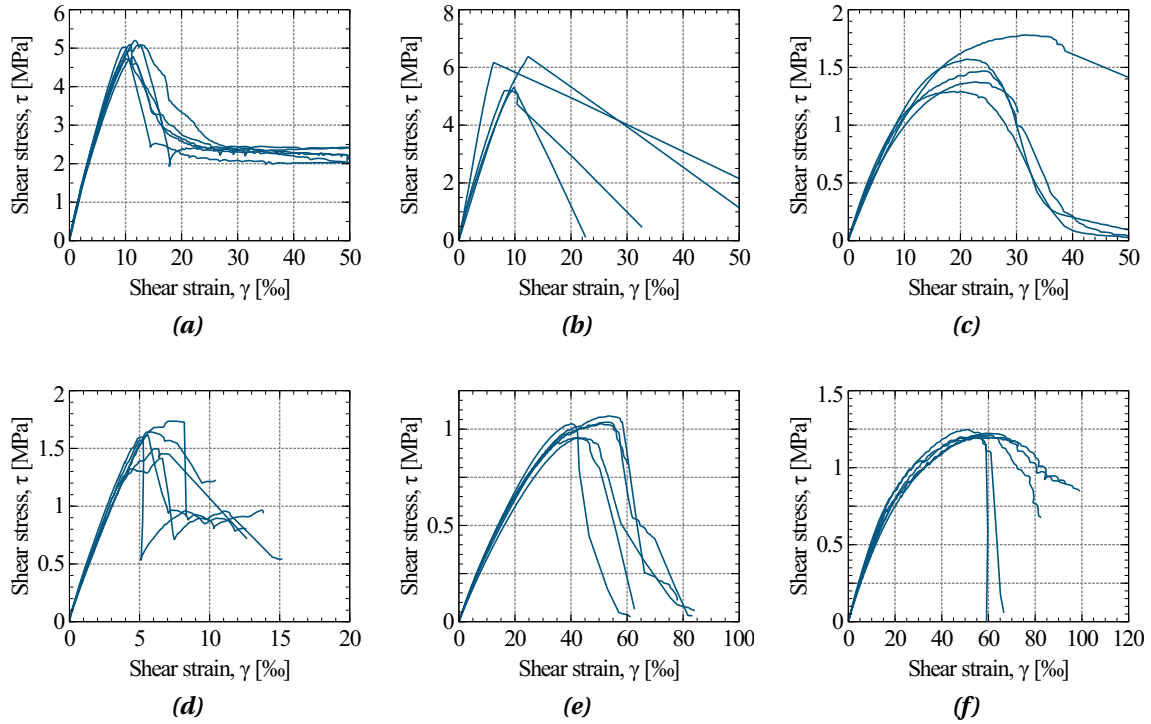 6
5
4
3
2
1
0
0 10 20 30 40 50
Shear stress, τ [MPa]
Shear strain, γ [‰]
(a)
8
6
4
2
0
0 10 20 30 40 50
Shear stress, τ [MPa]
Shear strain, γ [‰]
(b)
2
1.5
1
0.5
0
0 10 20 30 40 50
Shear stress, τ [MPa]
Shear strain, γ [‰]
(c)
2
1.5
1
0.5
0
0 5 10 15 20
Shear stress, τ [MPa]
Shear strain, γ [‰]
(d)
1
0.5
0
0 20 40 60 80 100
Shear stress, τ [MPa]
Shear strain, γ [‰]
(e)
1.5
1
0.5
0
0 20 40 60 80 100 120
Shear stress, τ [MPa]
Shear strain, γ [‰]
(f)